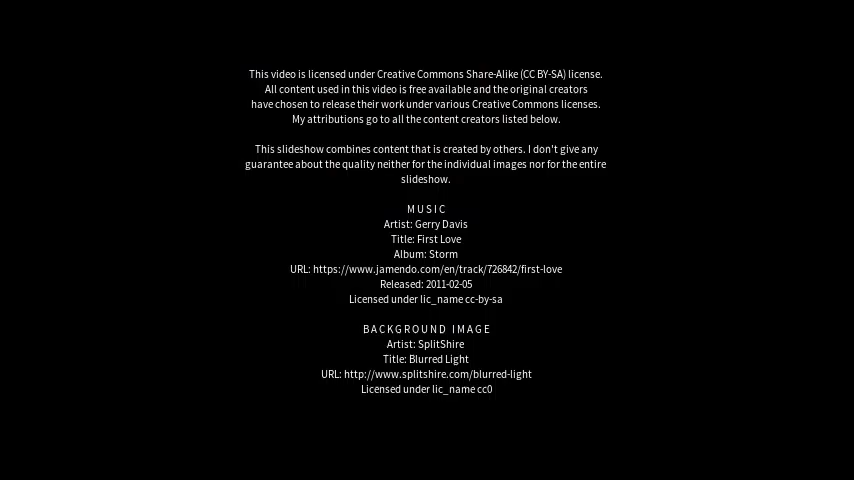 This video is licensed under Creative Commons Share-Alike (CC BY-SA) license.
All content used in this video is free available and the original creators
have chosen to release their work under various Creative Commons licenses.
My attributions go to all the content creators listed below.
This slideshow combines content that is created by others. I don't give any
guarantee about the quality neither for the individual images nor for the entire
slideshow.
MUSIC
Artist: Gerry Davis
Title: First Love
Album: Storm
URL: https://www.jamendo.com/en/track/726842/first-love
Released: 2011-02-05
Licensed under lic_name cc-by-sa
BACKGROUND IMAGE
Artist: SplitShire
Title: Blurred Light
URL: http://www.splitshire.com/blurred-light
Licensed under lic_name cc0